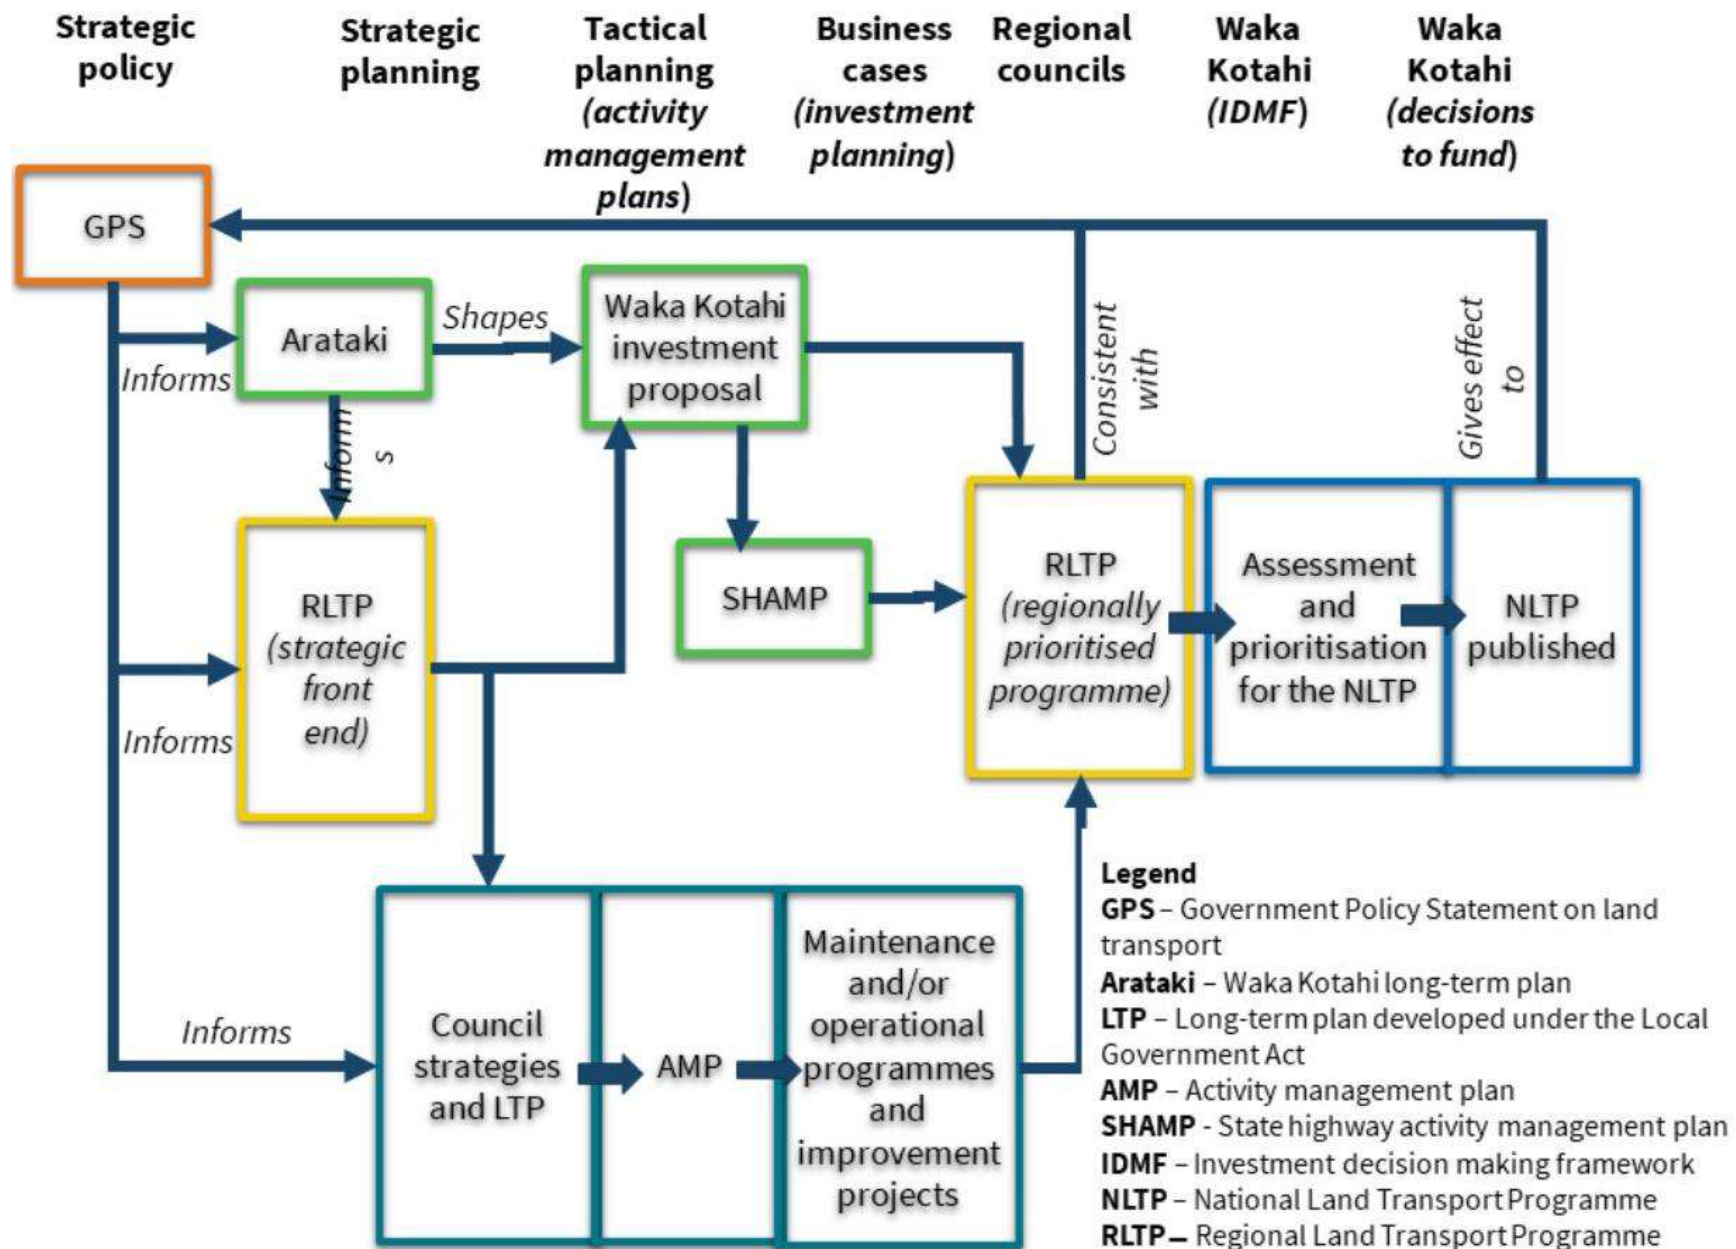 Strategic
policy
Strategic
planning
Tactical
planning
(activity
management
plans)
Business
cases
(investment
planning)
Regional
councils
Waka
Kotahi
(IDMF)
Waka
Kotahi
(decisions
to fund)
GPS
Informs
Arataki
Shapes
Waka Kotahi
investment
proposal
Inform
s
Consistent
with
Gives effect
to
RLTP
(strategic
front
end)
Informs
SHAMP
RLTP
(regionally
prioritised
programme)
Assessment
and
prioritisation
for the NLTP
NLTP
published
Informs
Council
strategies
and LTP
AMP
Maintenance
and/or
operational
programmes
and
improvement
projects
Legend
GPS – Government Policy Statement on land
transport
Arataki – Waka Kotahi long-term plan
LTP – Long-term plan developed under the Local
Government Act
AMP – Activity management plan
SHAMP - State highway activity management plan
IDMF – Investment decision making framework
NLTP – National Land Transport Programme
RLTP – Regional Land Transport Programme